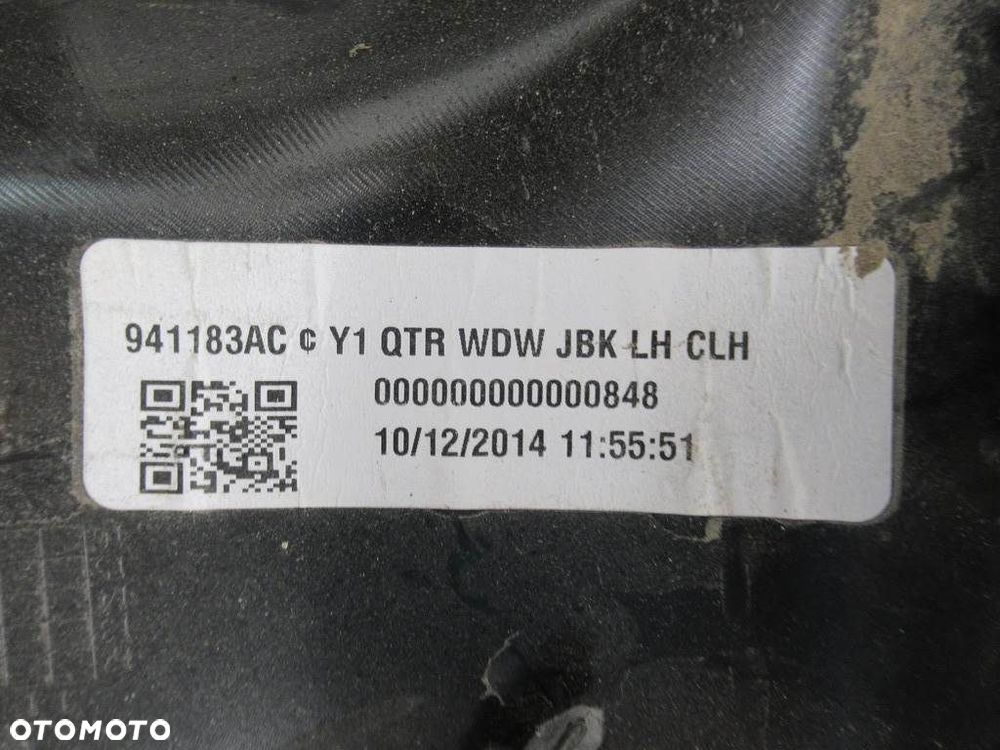 941183AC ¢ Y1 QTR WDW JBK LH CLH
000000000000848
10/12/2014 11:55:51
OTOMOTO